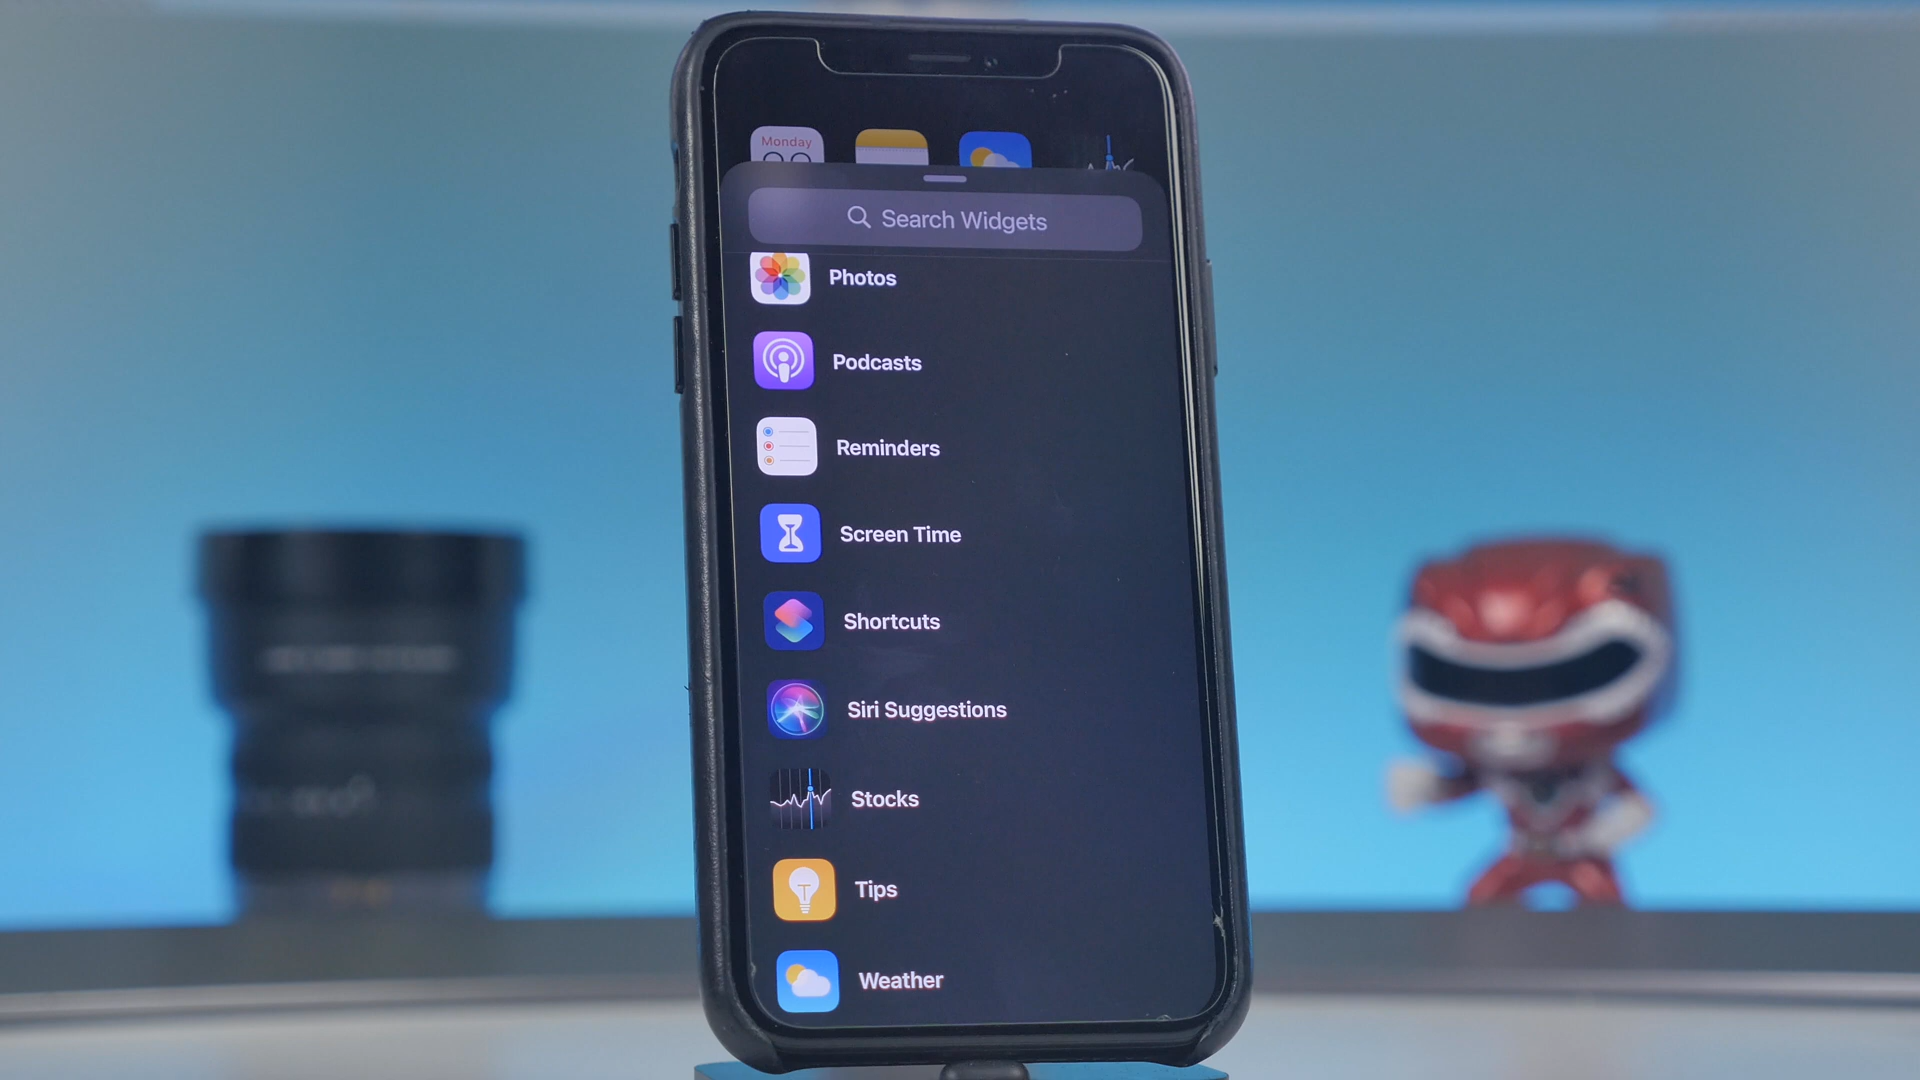 Monday
Search Widgets
Photos
Podcasts
Reminders
Screen Time
Shortcuts
Siri Suggestions
Stocks
Tips
Weather